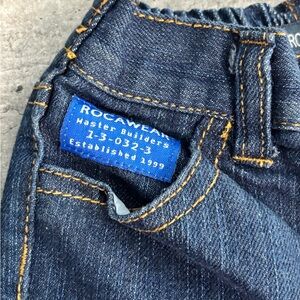 ROCAWEAR
Master Builders
1-3-032-3
Established 1999